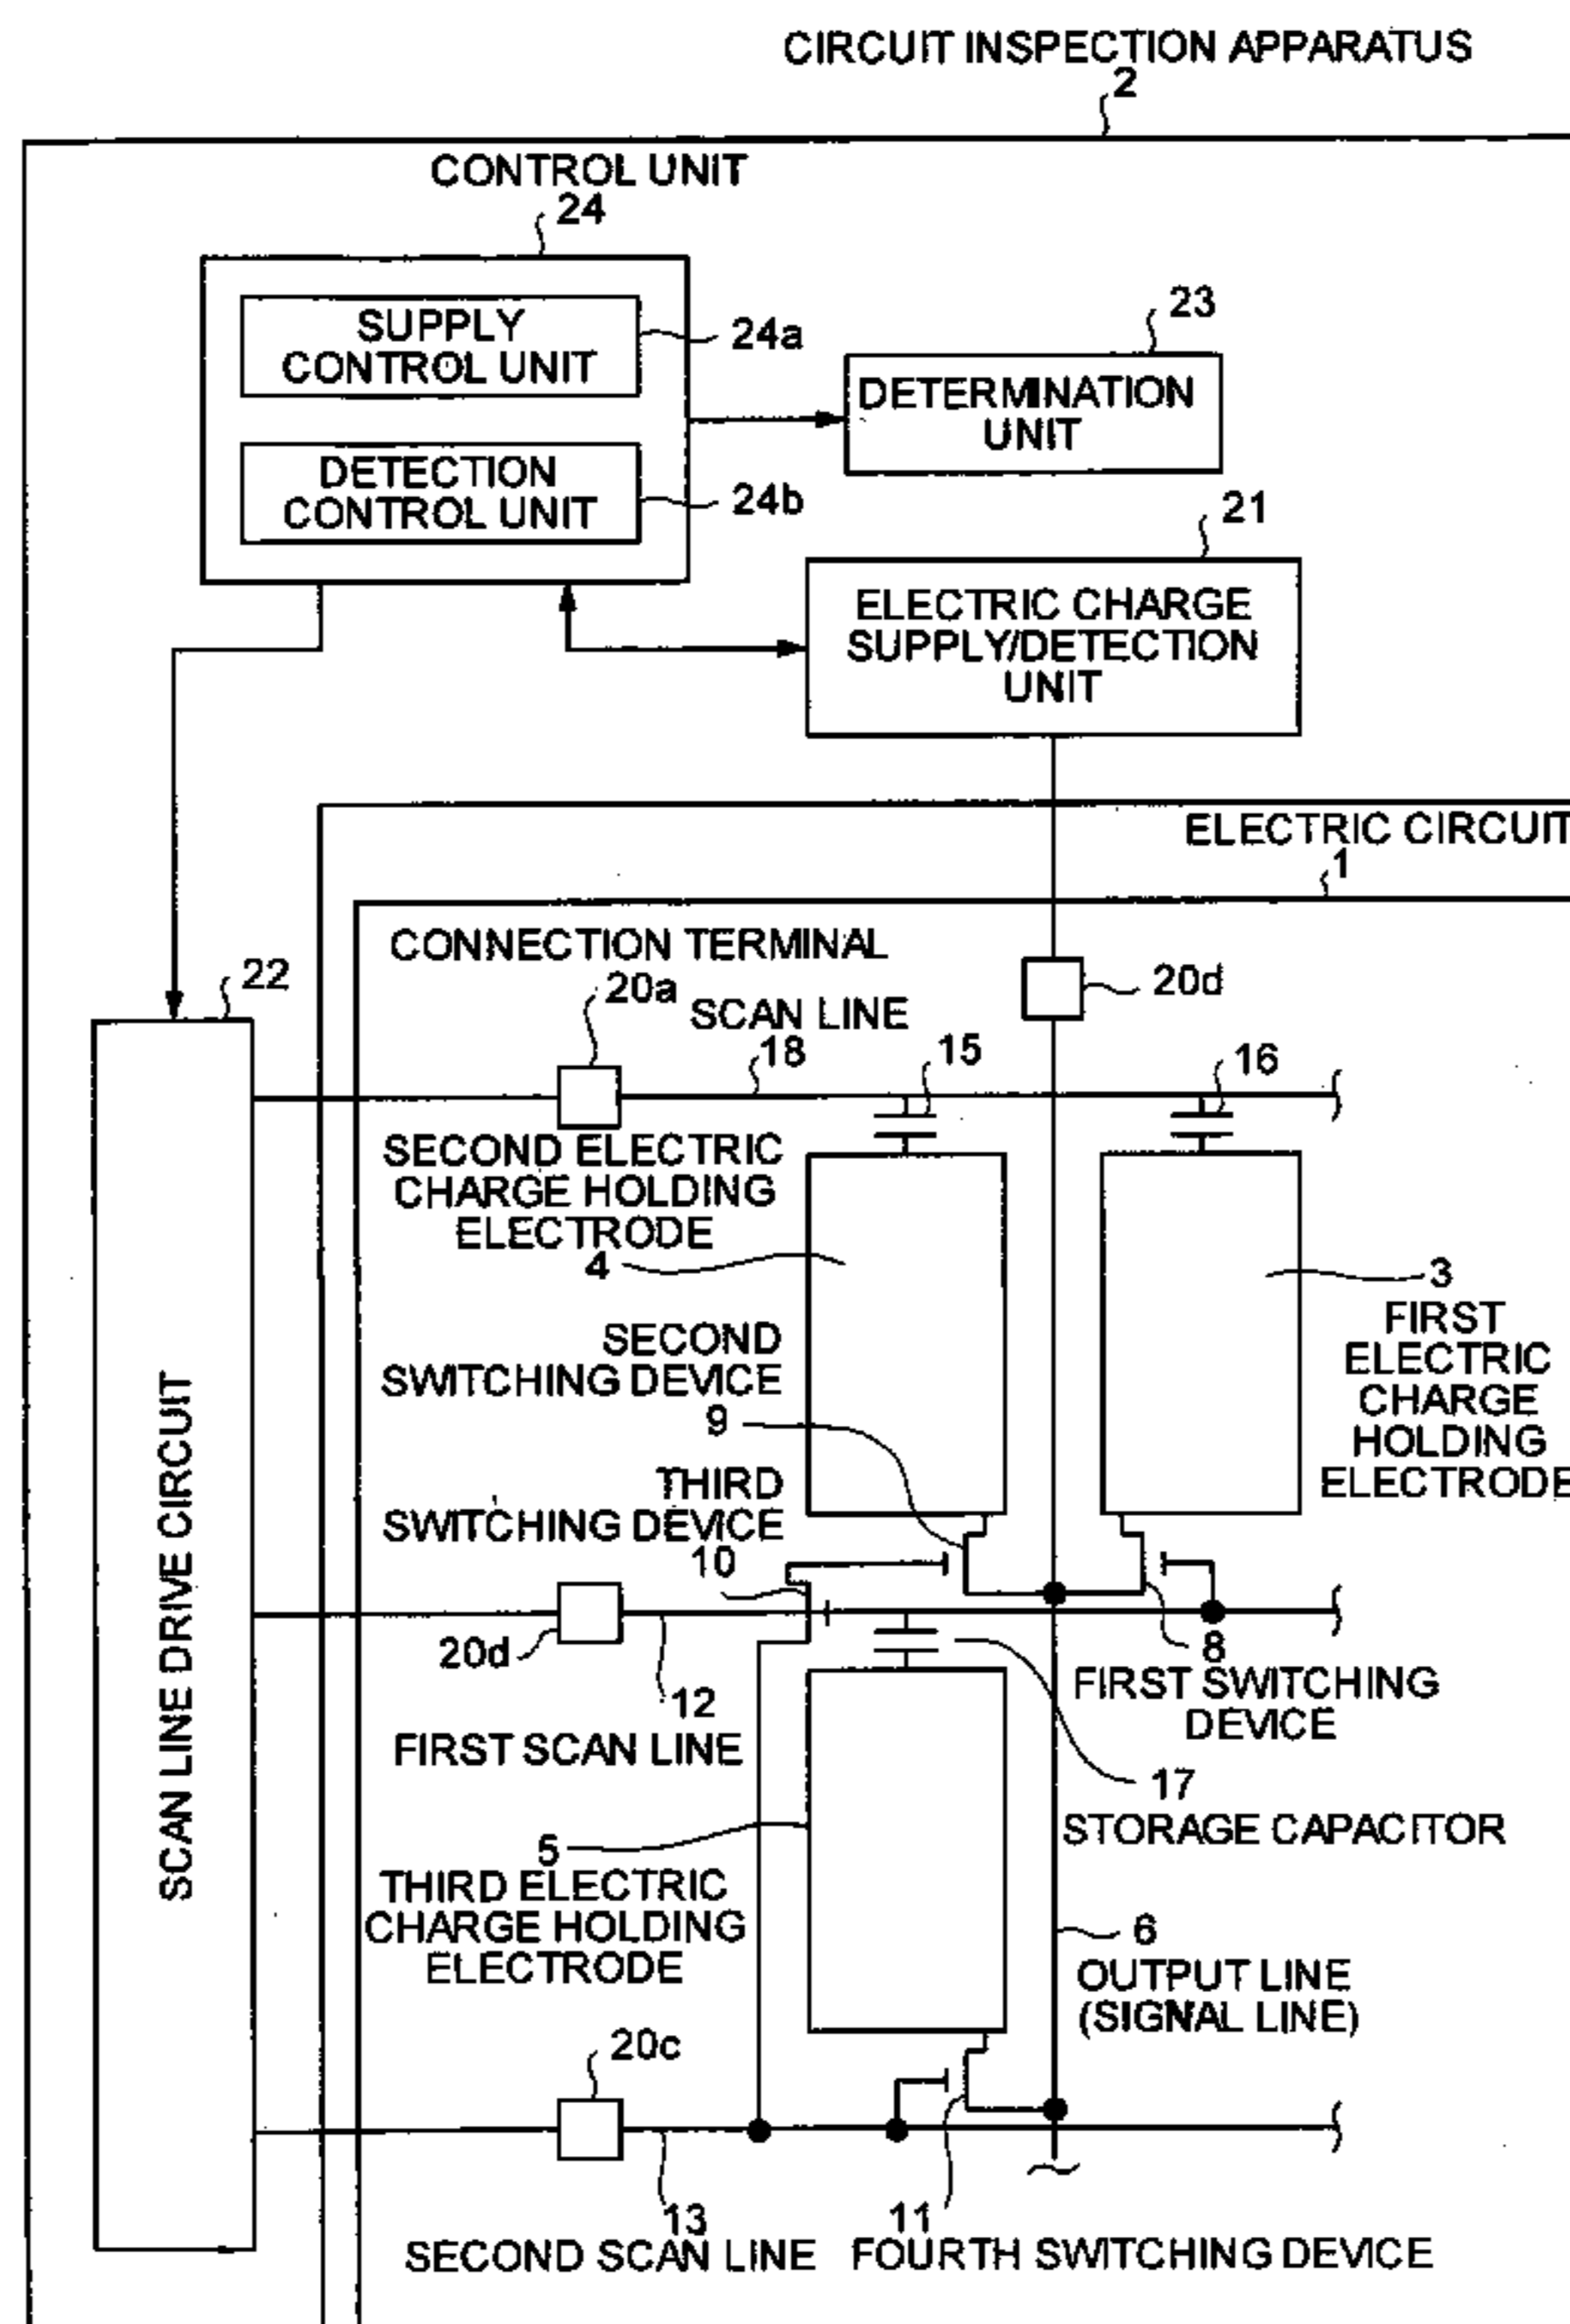 CIRCUIT INSPECTION APPARATUS
2
CONTROL UNIT
24
SUPPLY
CONTROL UNIT
24a
DETECTION
CONTROL UNIT
24b
23
DETERMINATION
UNIT
21
ELECTRIC CHARGE
SUPPLY/DETECTION
UNIT
ELECTRIC CIRCUIT
1
CONNECTION TERMINAL
20a
SCAN LINE
18
20d
22
15
16
SECOND ELECTRIC
CHARGE HOLDING
ELECTRODE
4
3
FIRST
ELECTRIC
CHARGE
HOLDING
ELECTRODE
SECOND
SWITCHING DEVICE
9
THIRD
SWITCHING DEVICE
10
SCAN LINE DRIVE CIRCUIT
20d
12
FIRST SCAN LINE
8
FIRST SWITCHING
DEVICE
17
STORAGE CAPACITOR
5
THIRD ELECTRIC
CHARGE HOLDING
ELECTRODE
6
OUTPUT LINE
(SIGNAL LINE)
20c
13
SECOND SCAN LINE
11
FOURTH SWITCHING DEVICE